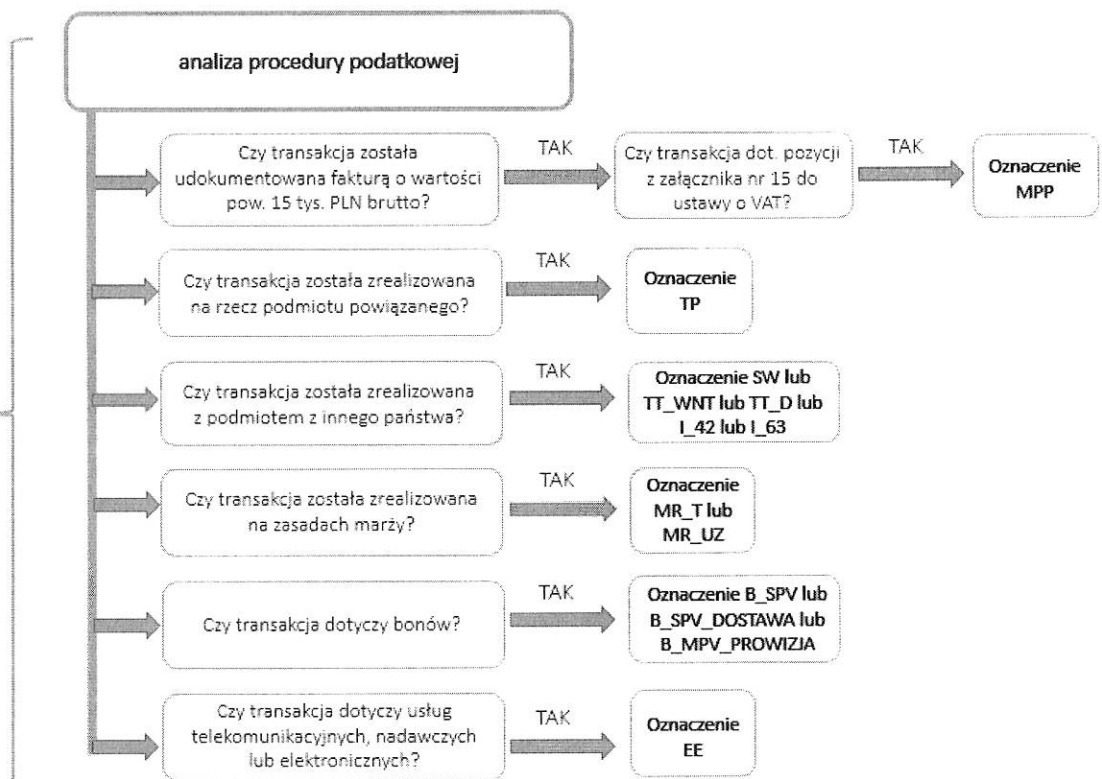 analiza procedury podatkowej
Czy transakcja została
udokumentowana fakturą o wartości
pow. 15 tys. PLN brutto?
TAK
Czy transakcja dot. pozycji
z załącznika nr 15 do
ustawy o VAT?
TAK
Oznaczenie
MPP
Czy transakcja została zrealizowana
na rzecz podmiotu powiązanego?
TAK
Oznaczenie
TP
Czy transakcja została zrealizowana
z podmiotem z innego państwa?
TAK
Oznaczenie SW lub
TT_WNT lub TT_D lub
I_42 lub I_63
Czy transakcja została zrealizowana
na zasadach marży?
TAK
Oznaczenie
MR_T lub
MR_UZ
Czy transakcja dotyczy bonów?
TAK
Oznaczenie B_SPV lub
B_SPV_DOSTAWA lub
B_MPV_PROWIZJA
Czy transakcja dotyczy usług
telekomunikacyjnych, nadawczych
lub elektronicznych?
TAK
Oznaczenie
EE